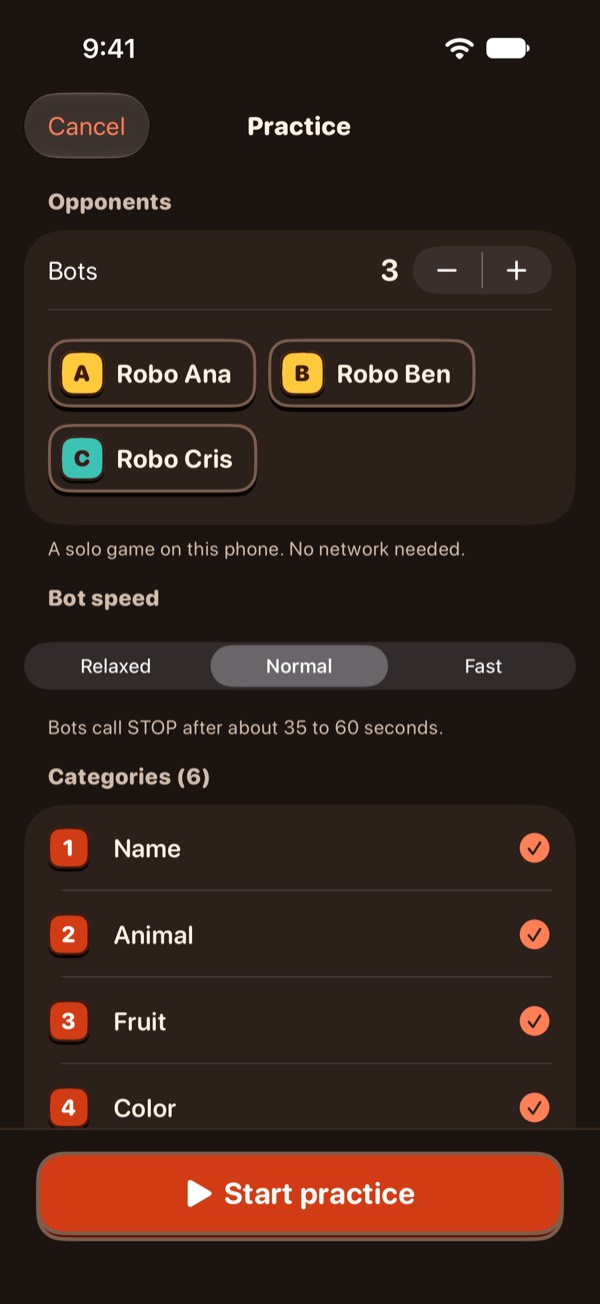 9:41
Cancel
Practice
Opponents
Bots 3 − +
A Robo Ana B Robo Ben
C Robo Cris
A solo game on this phone. No network needed.
Bot speed
Relaxed Normal Fast
Bots call STOP after about 35 to 60 seconds.
Categories (6)
1 Name
2 Animal
3 Fruit
4 Color
Start practice